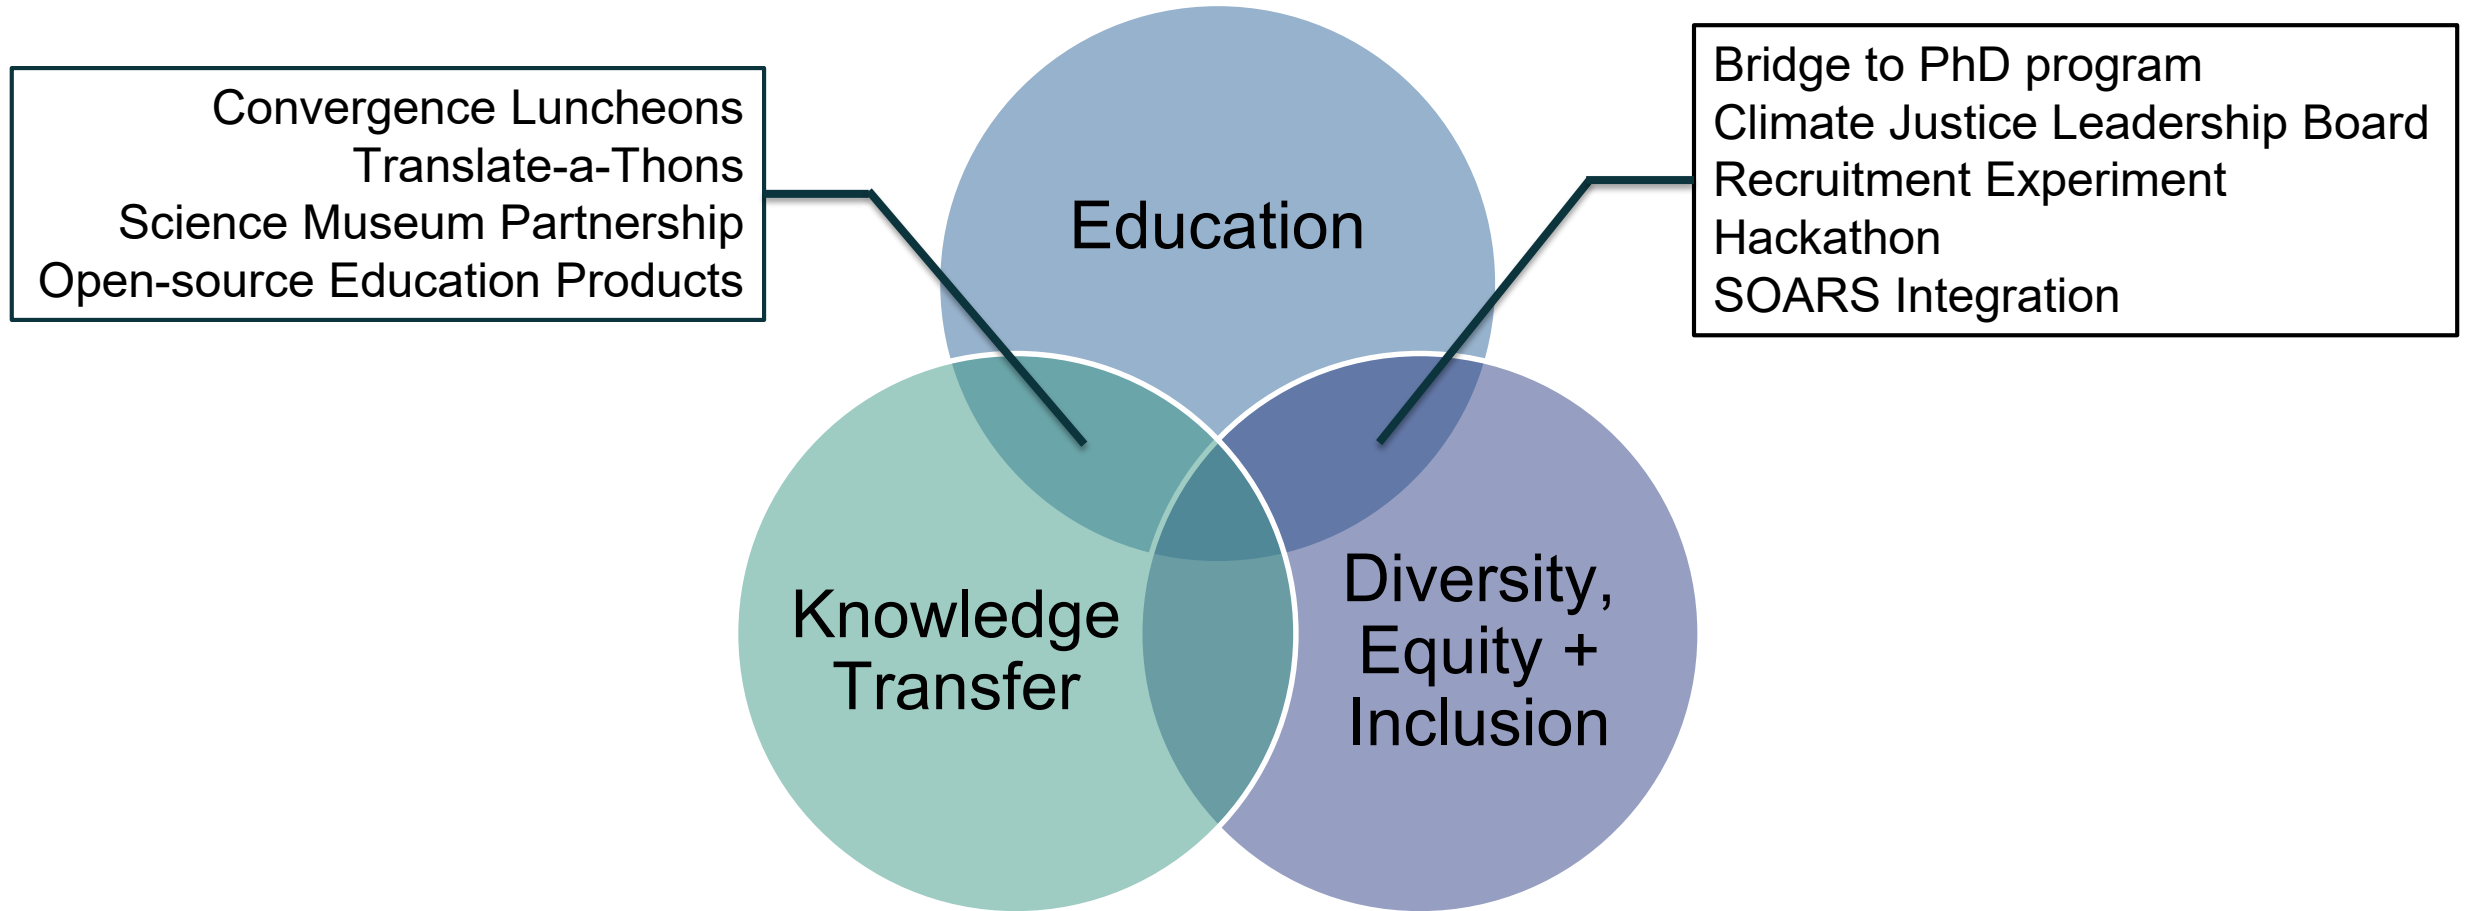 Convergence Luncheons
Translate-a-Thons
Science Museum Partnership
Open-source Education Products
Education
Bridge to PhD program
Climate Justice Leadership Board
Recruitment Experiment
Hackathon
SOARS Integration
Knowledge
Transfer
Diversity,
Equity +
Inclusion